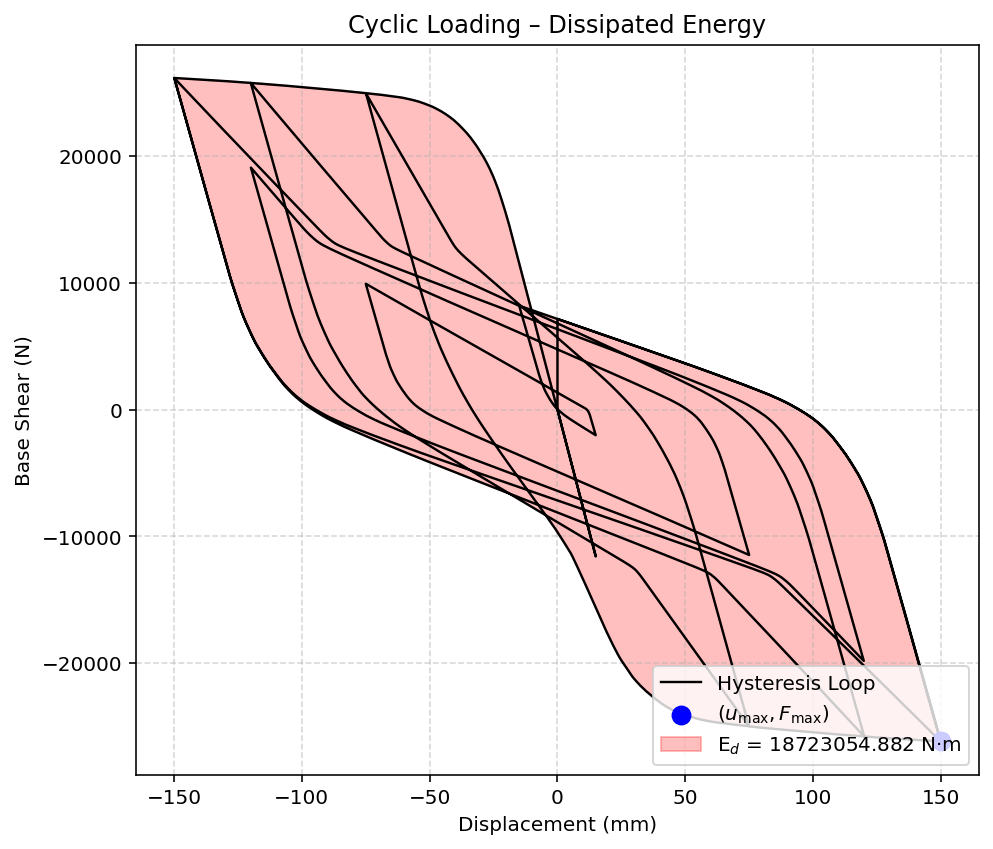 Cyclic Loading – Dissipated Energy
Base Shear (N)
20000
10000
0
−10000
−20000
−150
−100
−50
0
50
100
150
Displacement (mm)
Hysteresis Loop
(u_max, F_max)
E_d = 18723054.882 N·m